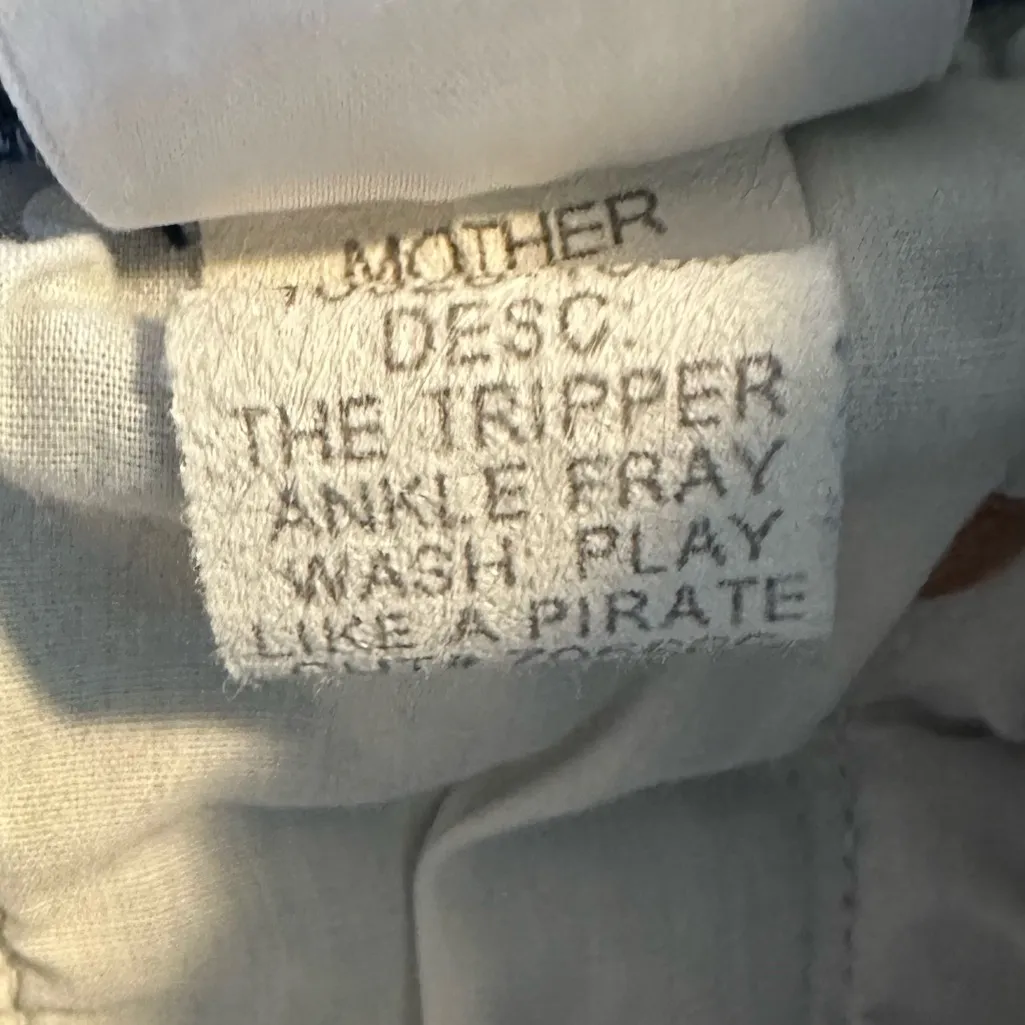 MOTHER
DESC:
THE TRIPPER
ANKLE FRAY
WASH: PLAY
LIKE A PIRATE